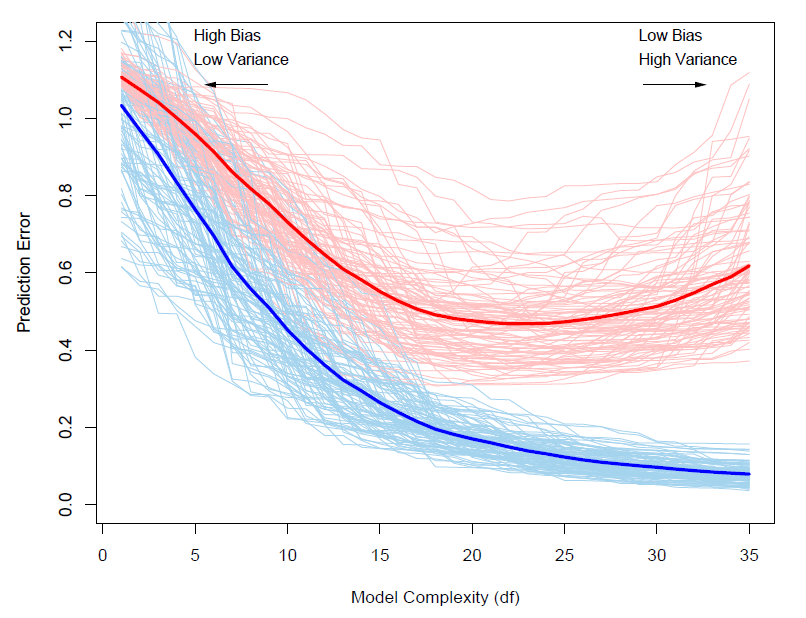 High Bias
Low Variance
Low Bias
High Variance
Prediction Error
0.0
0.2
0.4
0.6
0.8
1.0
1.2
0 5 10 15 20 25 30 35
Model Complexity (df)